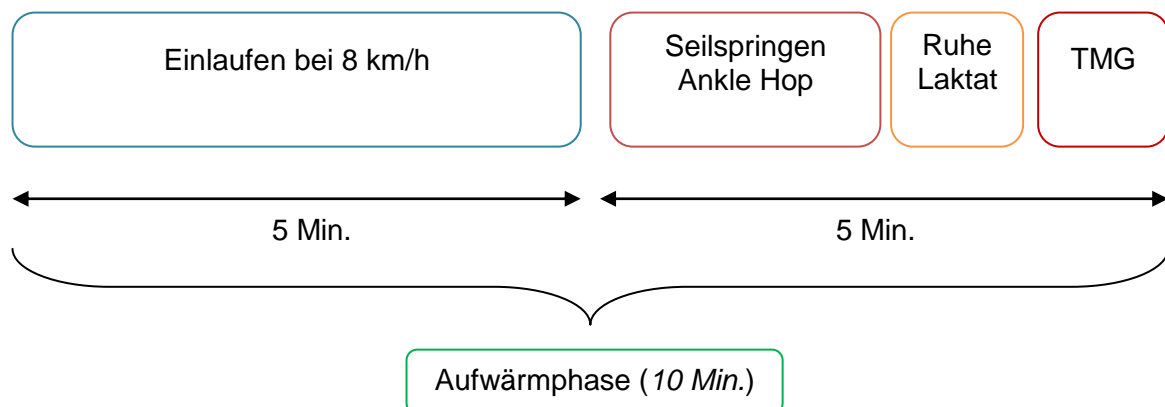 Einlaufen bei 8 km/h
Seilspringen
Ankle Hop
Ruhe
Laktat
TMG
5 Min.
5 Min.
Aufwärmphase (10 Min.)